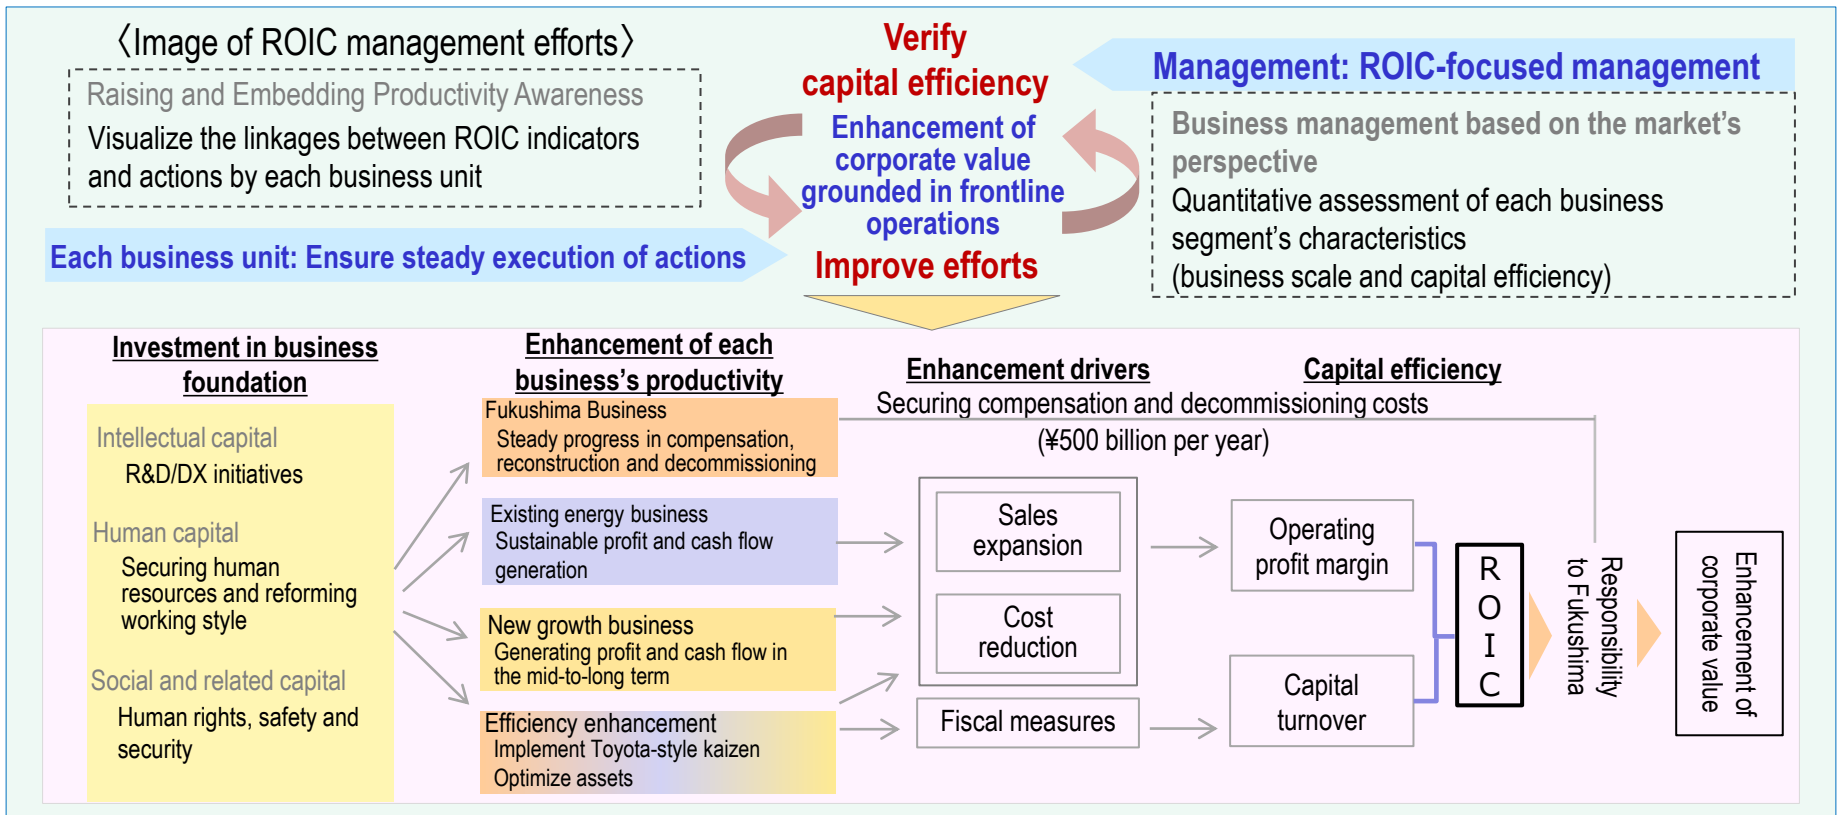 〈Image of ROIC management efforts〉
Raising and Embedding Productivity Awareness
Visualize the linkages between ROIC indicators
and actions by each business unit
Each business unit: Ensure steady execution of actions
Verify
capital efficiency
Enhancement of
corporate value
grounded in frontline
operations
Improve efforts
Management: ROIC-focused management
Business management based on the market's
perspective
Quantitative assessment of each business
segment's characteristics
(business scale and capital efficiency)
Investment in business
foundation
Intellectual capital
R&D/DX initiatives
Human capital
Securing human
resources and reforming
working style
Social and related capital
Human rights, safety and
security
Enhancement of each
business's productivity
Fukushima Business
Steady progress in compensation,
reconstruction and decommissioning
Existing energy business
Sustainable profit and cash flow
generation
New growth business
Generating profit and cash flow in
the mid-to-long term
Efficiency enhancement
Implement Toyota-style kaizen
Optimize assets
Enhancement drivers
Capital efficiency
Securing compensation and decommissioning costs
(¥500 billion per year)
Sales
expansion
Cost
reduction
Fiscal measures
Operating
profit margin
Capital
turnover
ROIC
Responsibility
to Fukushima
Enhancement of
corporate value